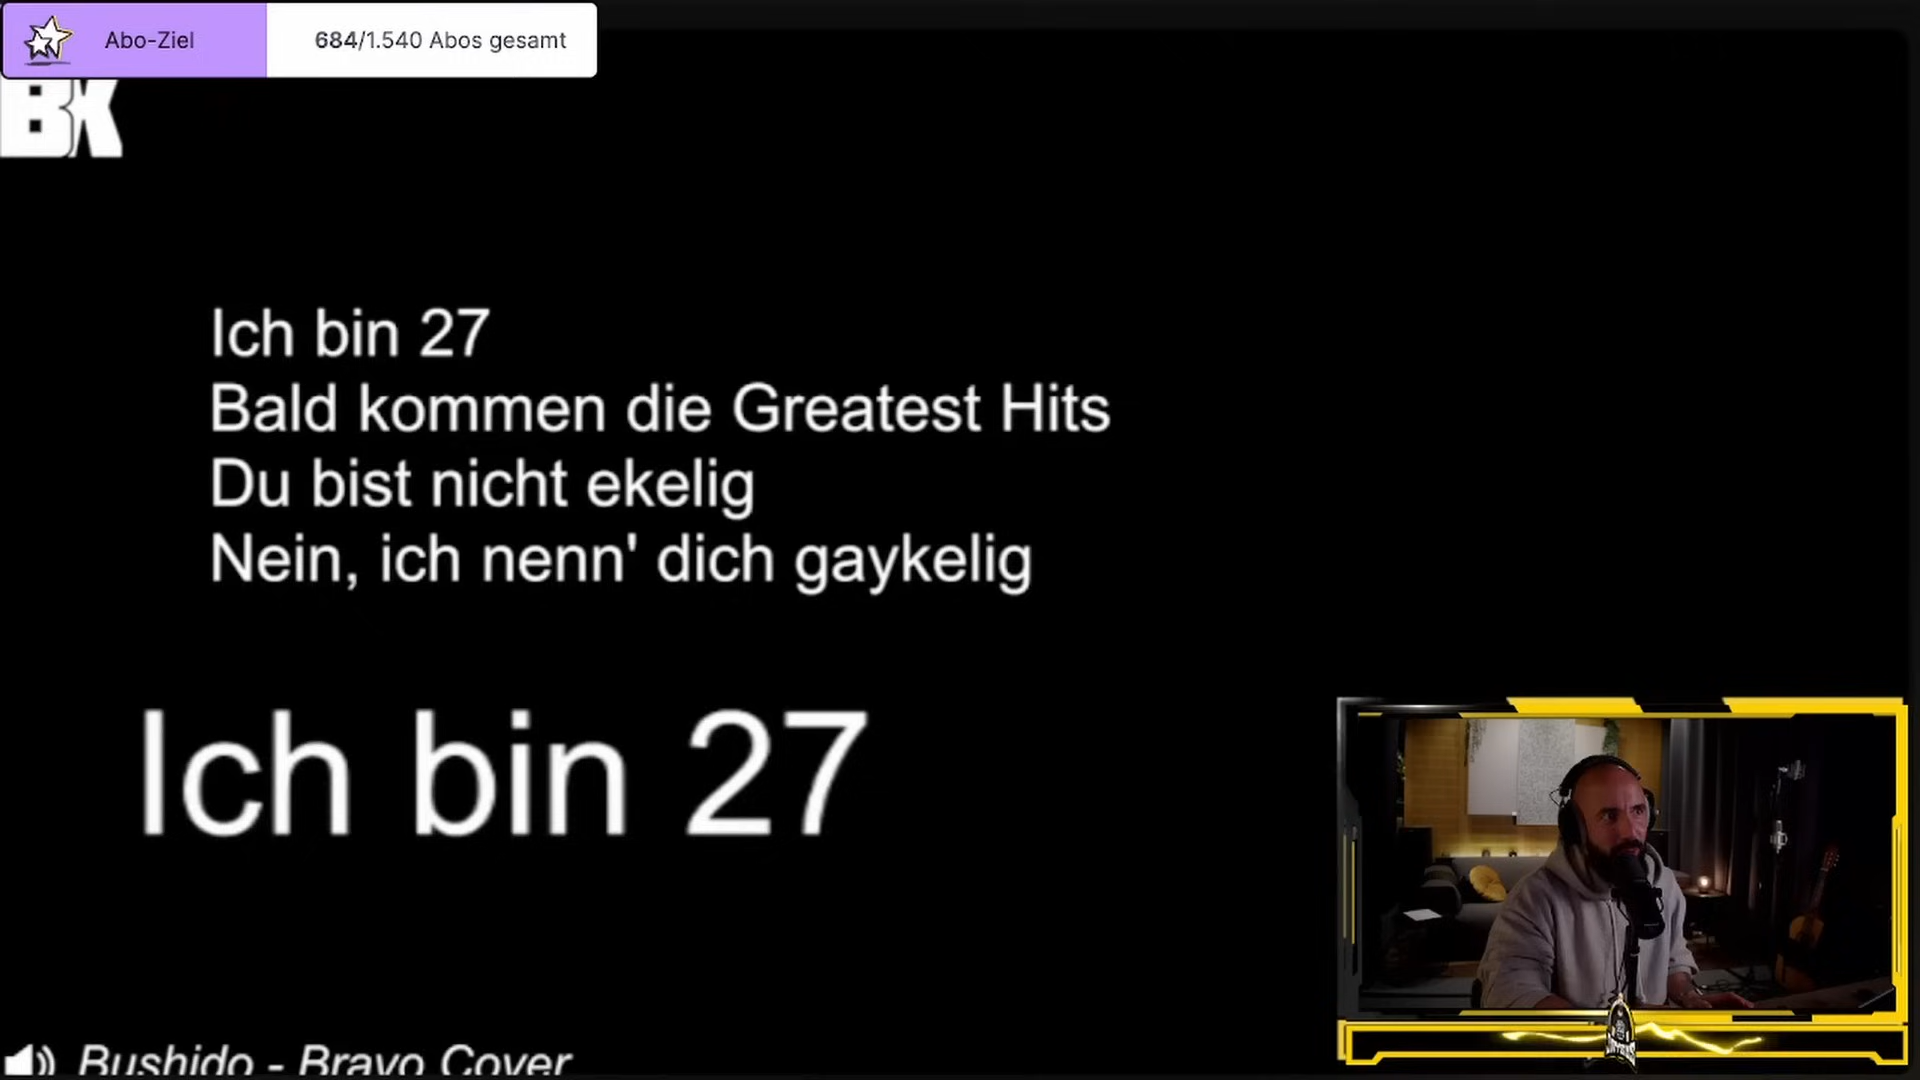 Abo-Ziel
684/1.540 Abos gesamt
BK
Ich bin 27
Bald kommen die Greatest Hits
Du bist nicht ekelig
Nein, ich nenn' dich gaykelig
Ich bin 27
Bushido - Bravo Cover